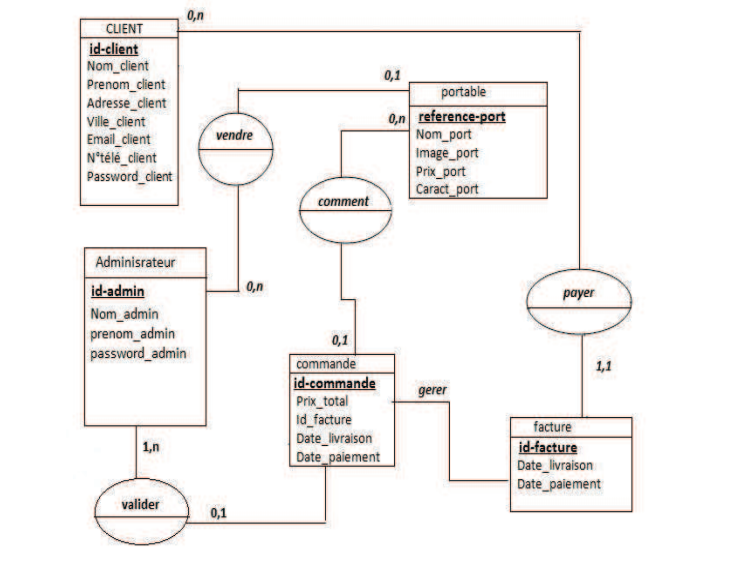 0,n
CLIENT
id-client
Nom_client
Prenom_client
Adresse_client
Ville_client
Email_client
N°télé_client
Password_client
vendre
0,1
portable
reference-port
Nom_port
Image_port
Prix_port
Caract_port
0,n
comment
Adminisrateur
id-admin
Nom_admin
prenom_admin
password_admin
0,n
payer
0,1
commande
id-commande
Prix_total
Id_facture
Date_livraison
Date_paiement
gerer
1,1
facture
id-facture
Date_livraison
Date_paiement
1,n
valider
0,1